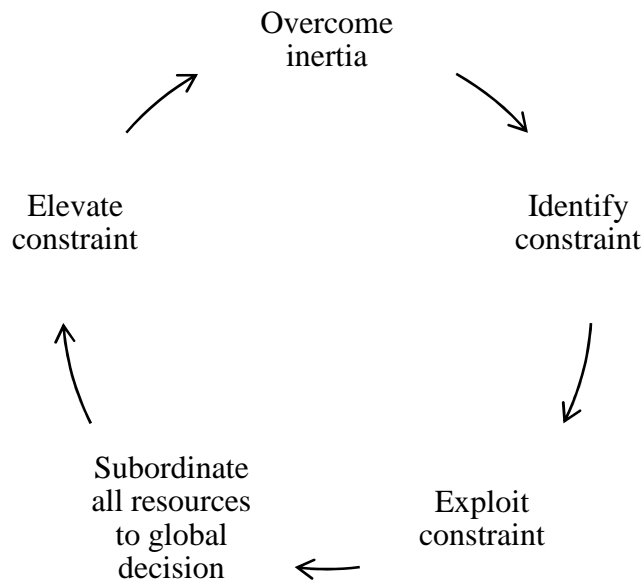 Overcome
inertia
Identify
constraint
Exploit
constraint
Subordinate
all resources
to global
decision
Elevate
constraint